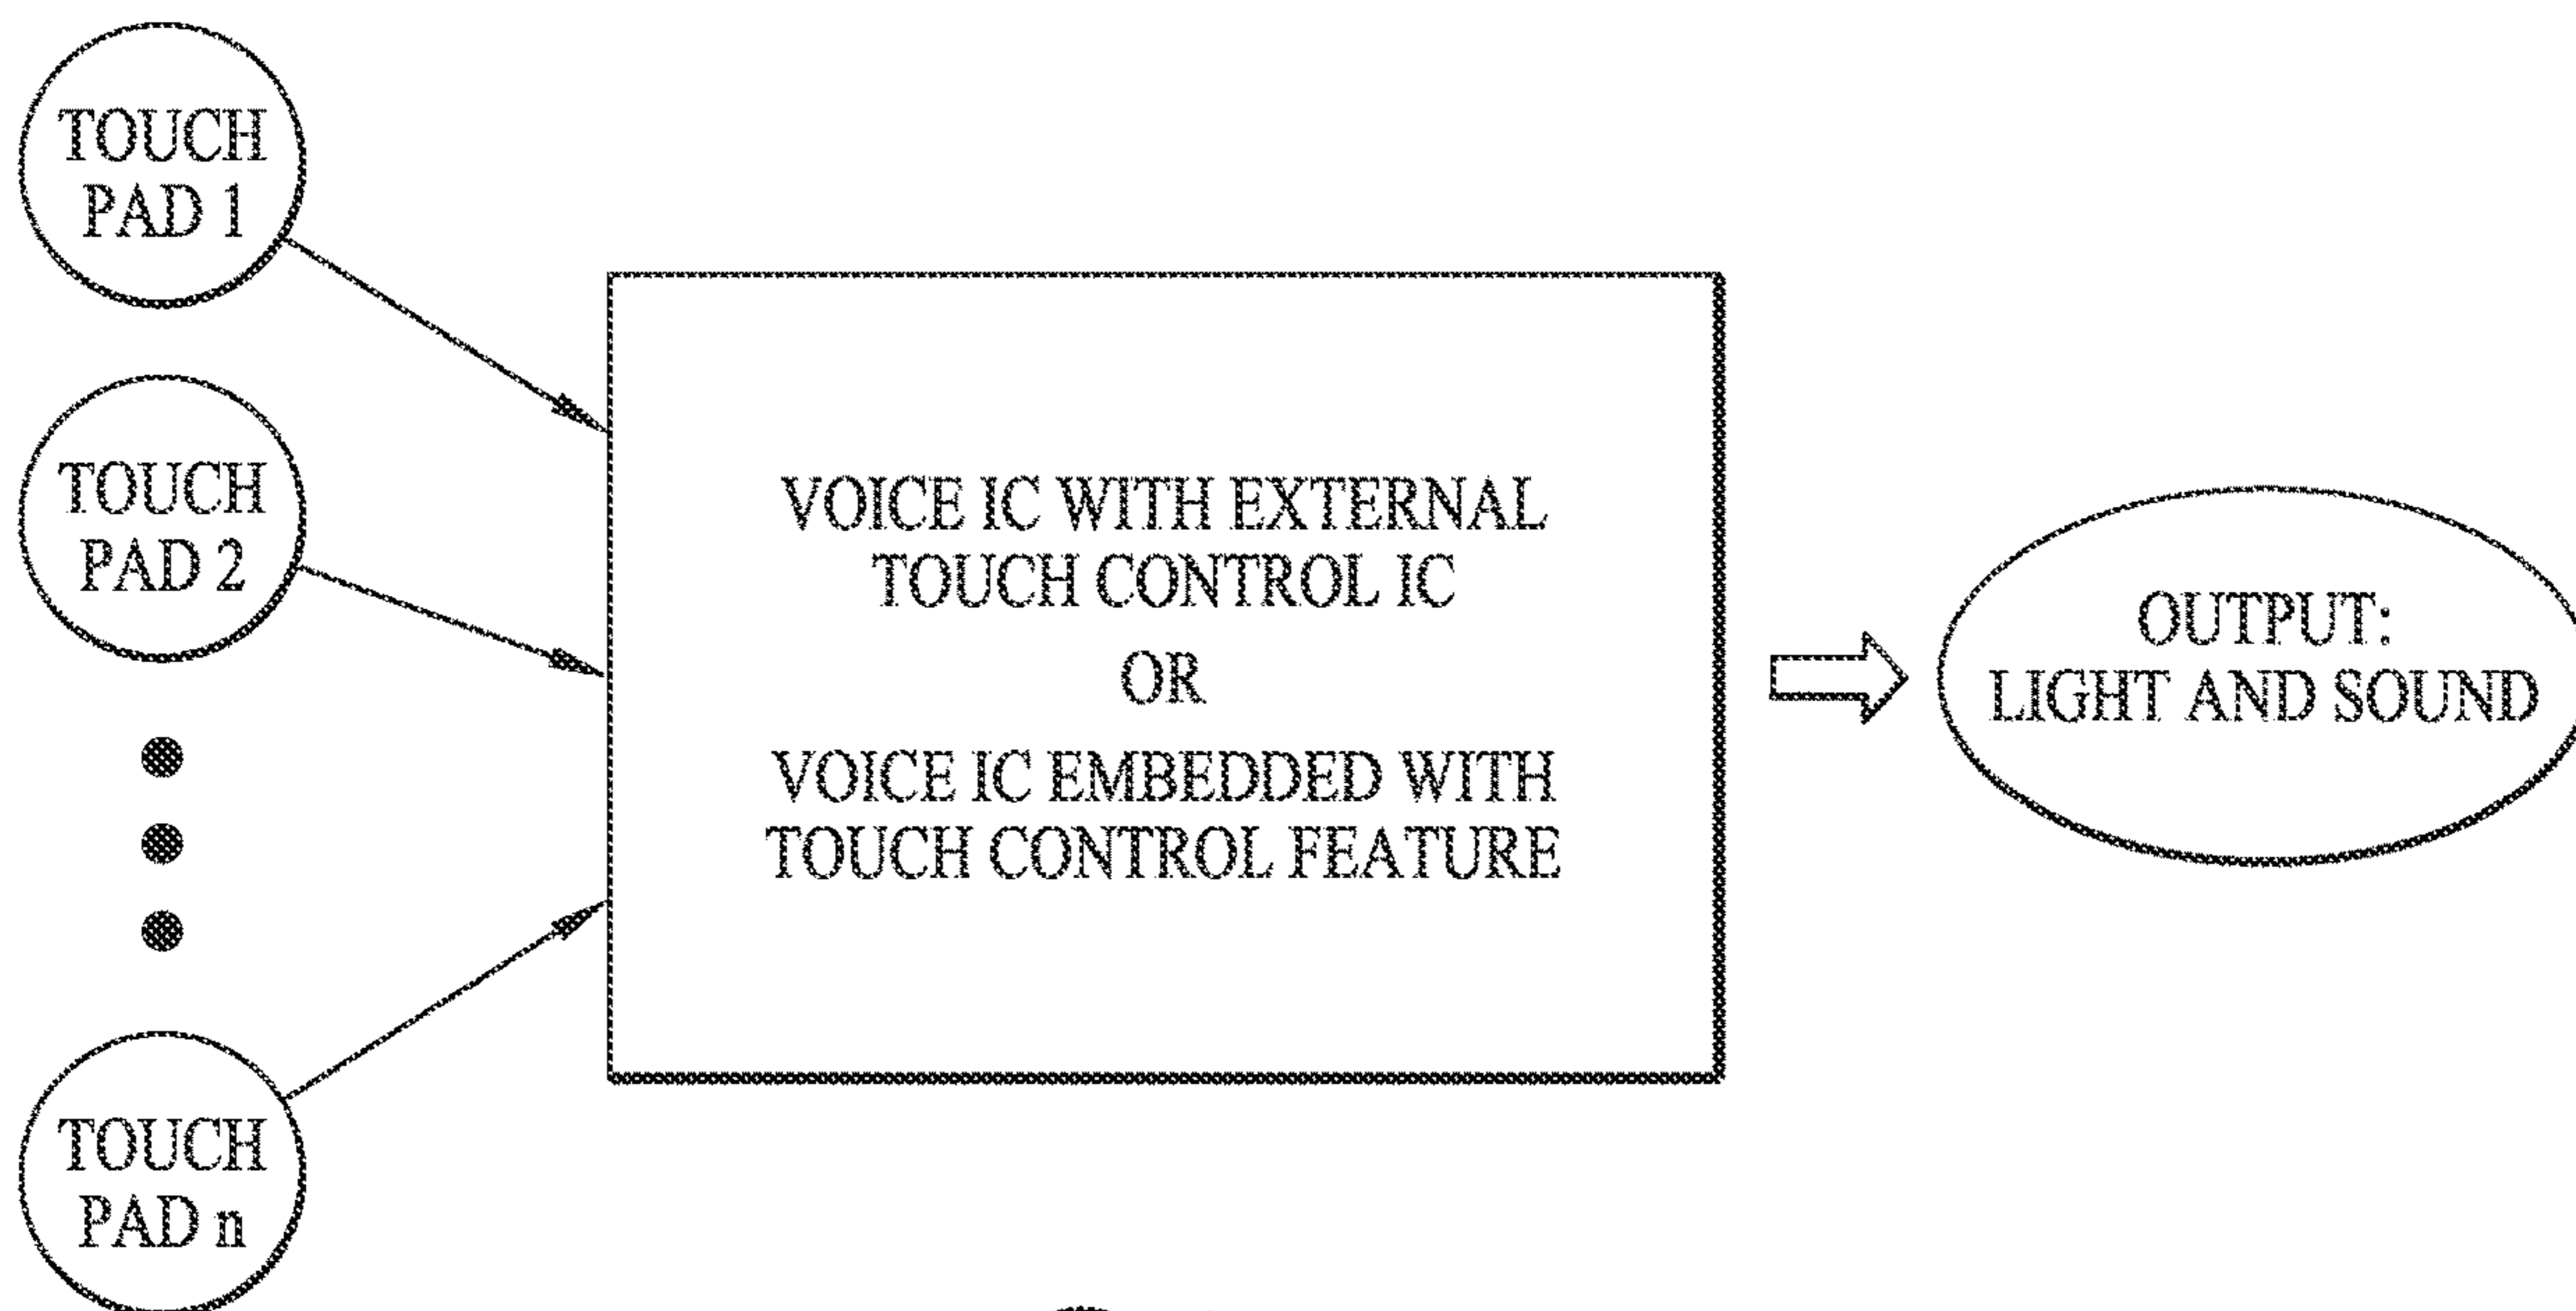 TOUCH
PAD 1
TOUCH
PAD 2
TOUCH
PAD n
VOICE IC WITH EXTERNAL
TOUCH CONTROL IC
OR
VOICE IC EMBEDDED WITH
TOUCH CONTROL FEATURE
OUTPUT:
LIGHT AND SOUND